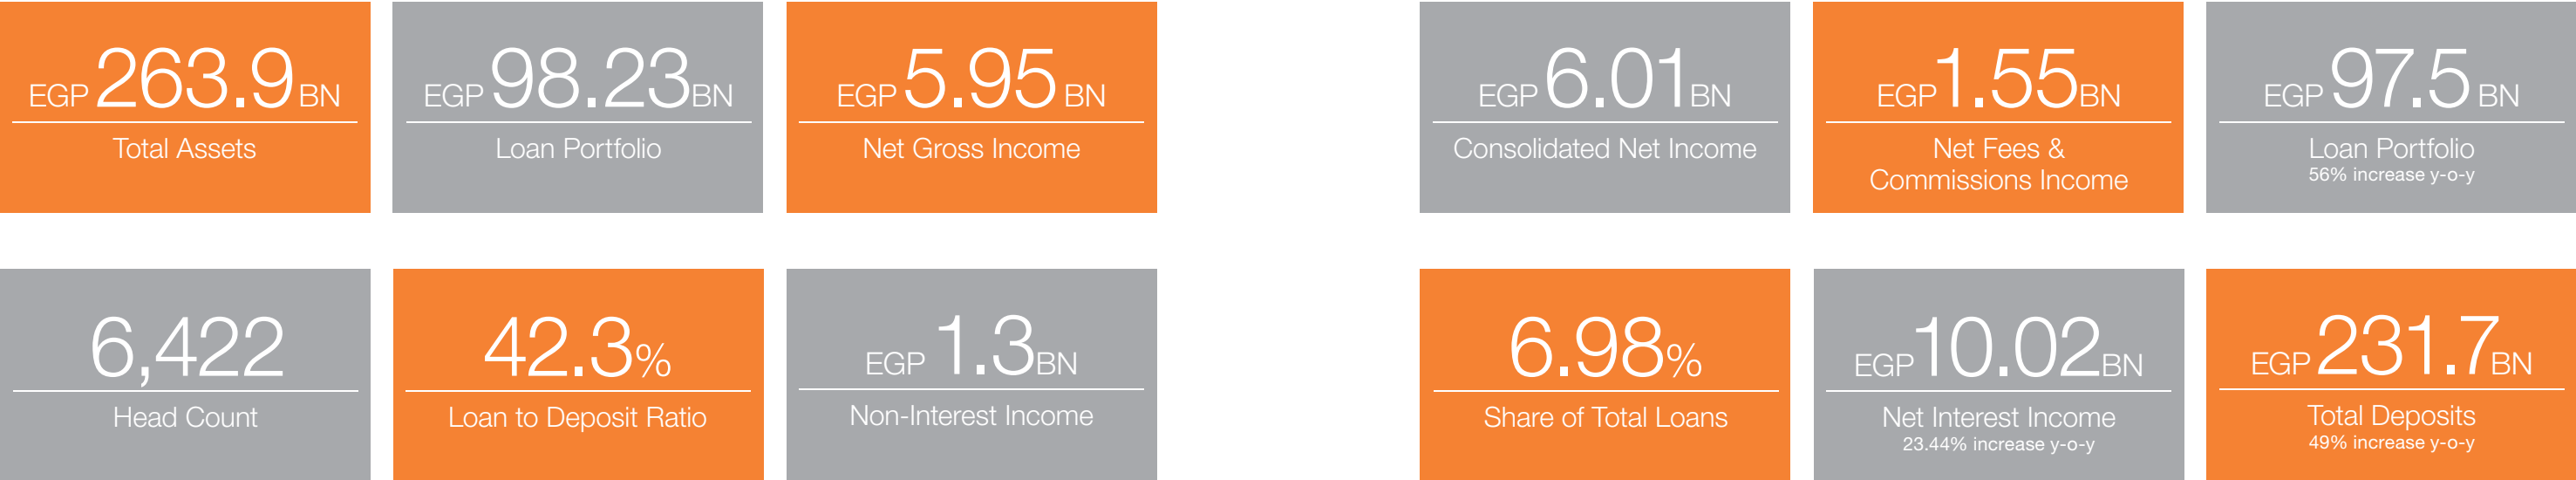 EGP 263.9 BN
Total Assets
EGP 98.23 BN
Loan Portfolio
EGP 5.95 BN
Net Gross Income
EGP 6.01 BN
Consolidated Net Income
EGP 1.55 BN
Net Fees &
Commissions Income
EGP 97.5 BN
Loan Portfolio
56% increase y-o-y
6,422
Head Count
42.3%
Loan to Deposit Ratio
EGP 1.3 BN
Non-Interest Income
6.98%
Share of Total Loans
EGP 10.02 BN
Net Interest Income
23.44% increase y-o-y
EGP 231.7 BN
Total Deposits
49% increase y-o-y